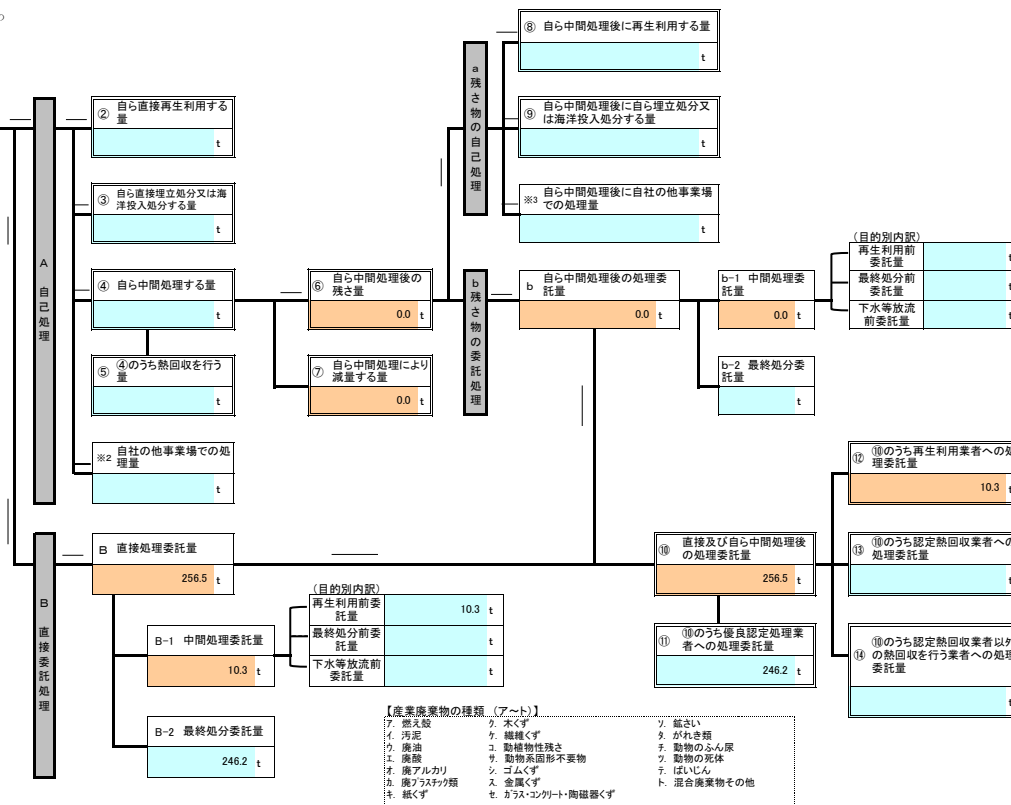 ⑧ 自ら中間処理後に再生利用する量
t
a 残さ物の自己処理
② 自ら直接再生利用する
量
t
⑨ 自ら中間処理後に自ら埋立処分又
は海洋投入処分する量
t
③ 自ら直接埋立処分又は海
洋投入処分する量
t
※3 自ら中間処理後に自社の他事業場
での処理量
t
A 自己処理
④ 自ら中間処理する量
t
⑥ 自ら中間処理後の
残さ量
0.0 t
b 残さ物の委託処理
b 自ら中間処理後の処理委
託量
0.0 t
b-1 中間処理委
託量
0.0 t
(目的別内訳)
再生利用前
委託量
t
最終処分前
委託量
t
下水等放流
前委託量
t
⑤ ④のうち熱回収を行う
量
t
⑦ 自ら中間処理により
減量する量
0.0 t
b-2 最終処分委
託量
t
※2 自社の他事業場での処
理量
t
⑫ ⑩のうち再生利用業者への処
理委託量
10.3 t
B 直接委託処理
B 直接処理委託量
256.5 t
⑩ 直接及び自ら中間処理後
の処理委託量
256.5 t
⑬ ⑩のうち認定熱回収業者への
処理委託量
t
B-1 中間処理委託量
10.3 t
(目的別内訳)
再生利用前委
託量
10.3 t
最終処分前委
託量
t
下水等放流前
委託量
t
⑪ ⑩のうち優良認定処理業
者への処理委託量
246.2 t
⑭ ⑩のうち認定熱回収業者以外
の熱回収を行う業者への処理
委託量
t
B-2 最終処分委託量
246.2 t
【産業廃棄物の種類 (ア~ト)】
ア. 燃え殻 ク. 木くず ソ. 鉱さい
イ. 汚泥 ケ. 繊維くず タ. がれき類
ウ. 廃油 コ. 動植物性残さ チ. 動物のふん尿
エ. 廃酸 サ. 動物系固形不要物 ツ. 動物の死体
オ. 廃アルカリ シ. ゴムくず テ. ばいじん
カ. 廃プラスチック類 ス. 金属くず ト. 混合廃棄物その他
キ. 紙くず セ. ガラス・コンクリート・陶磁器くず